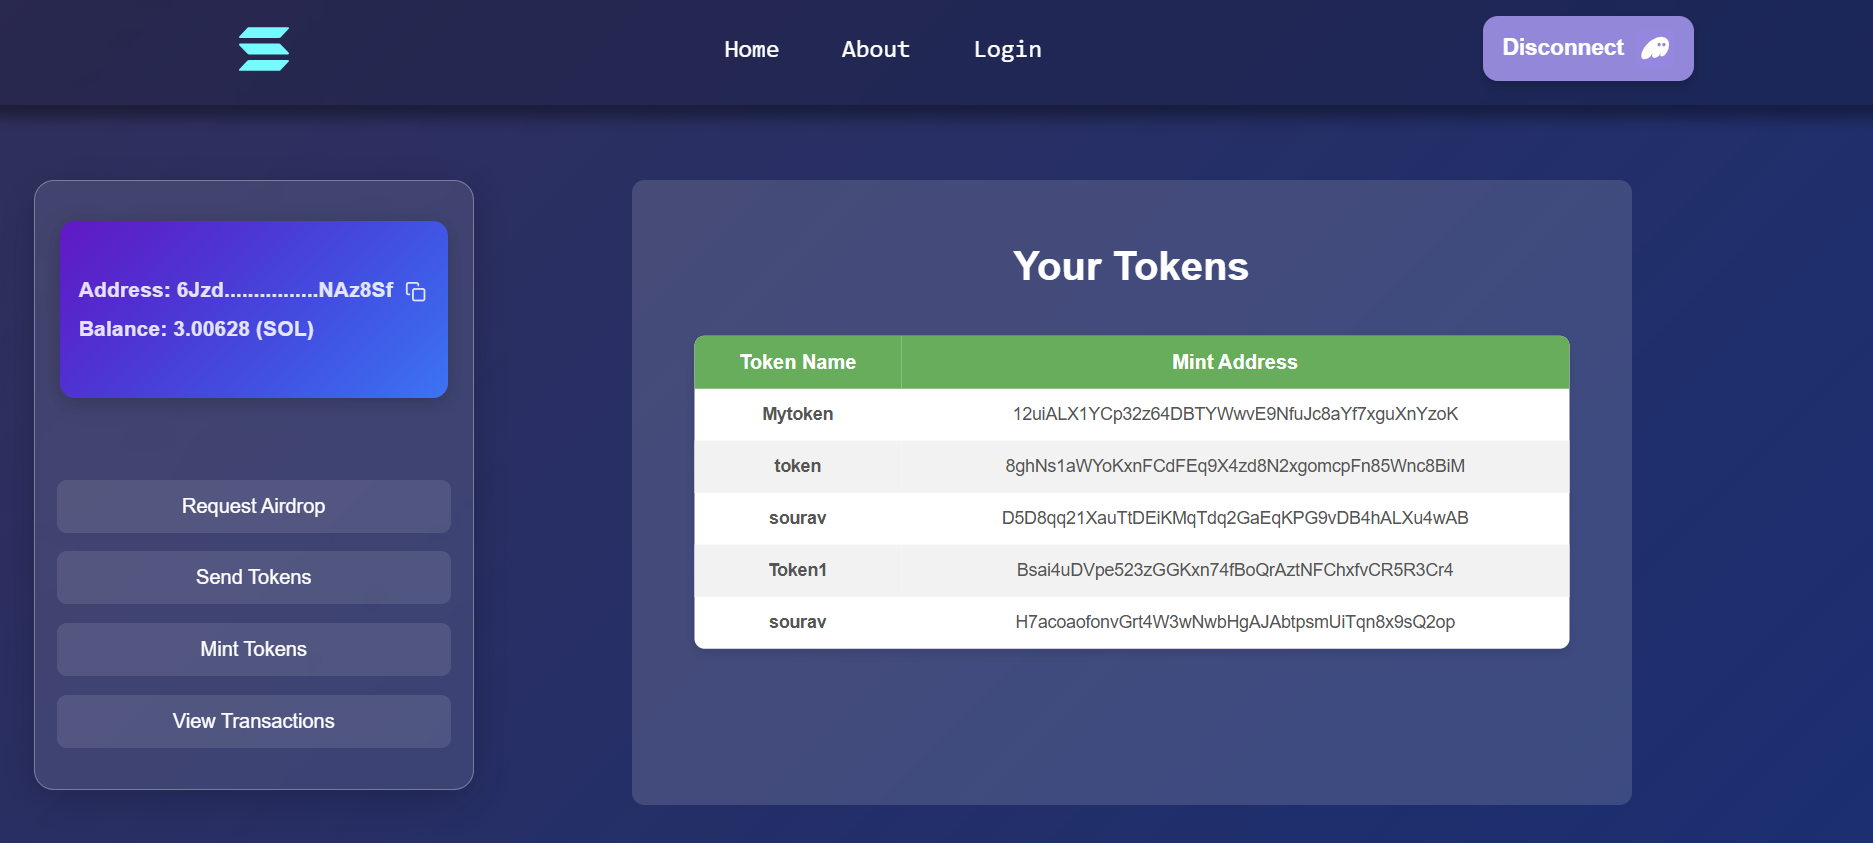 Home About Login Disconnect
Address: 6Jzd................NAz8Sf
Balance: 3.00628 (SOL)
Request Airdrop
Send Tokens
Mint Tokens
View Transactions
Your Tokens
Token Name Mint Address
Mytoken 12uiALX1YCp32z64DBTYWwvE9NfuJc8aYf7xguXnYzoK
token 8ghNs1aWYoKxnFCdFEq9X4zd8N2xgomcpFn85Wnc8BiM
sourav D5D8qq21XauTtDEiKMqTdq2GaEqKPG9vDB4hALXu4wAB
Token1 Bsai4uDVpe523zGGKxn74fBoQrAztNFChxfvCR5R3Cr4
sourav H7acoaofonvGrt4W3wNwbHgAJAbtpsmUiTqn8x9sQ2op